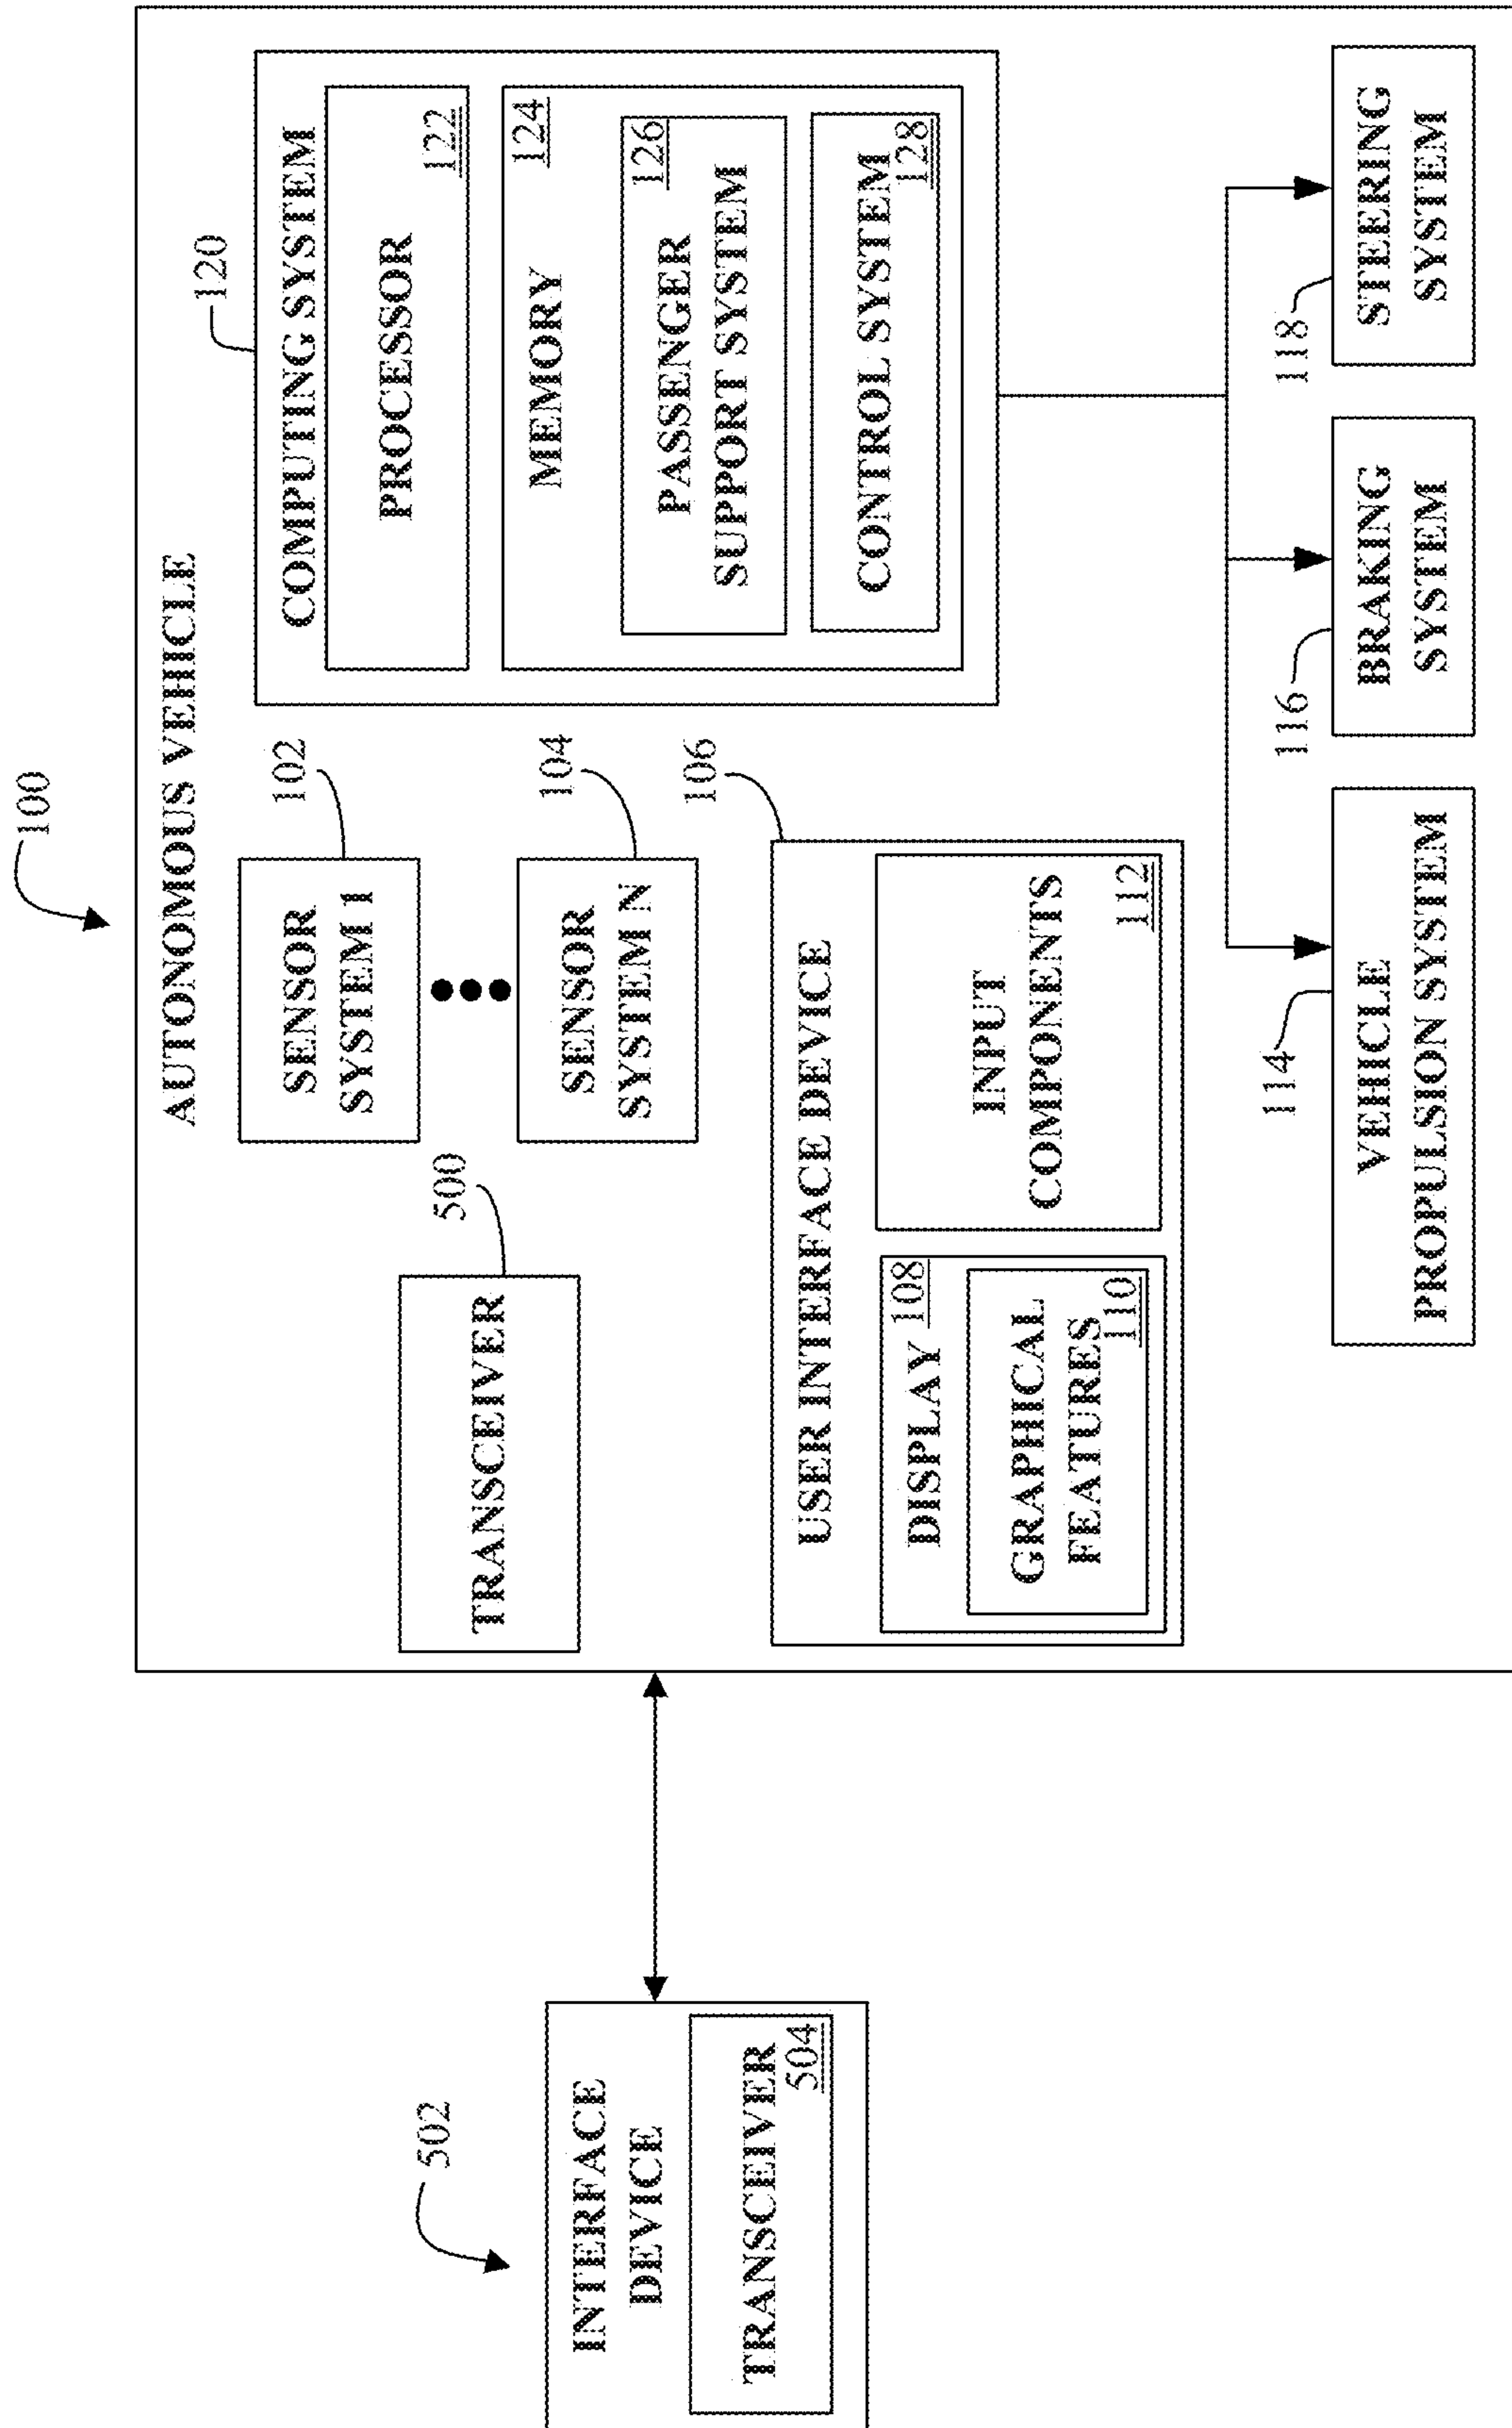 100
AUTONOMOUS VEHICLE
120
COMPUTING SYSTEM
PROCESSOR
122
MEMORY
124
PASSENGER
SUPPORT SYSTEM
126
CONTROL SYSTEM
128
SENSOR
SYSTEM 1
102
SENSOR
SYSTEM N
104
500
TRANSCEIVER
106
USER INTERFACE DEVICE
DISPLAY
108
GRAPHICAL
FEATURES
110
INPUT
COMPONENTS
112
502
INTERFACE
DEVICE
TRANSCEIVER
504
114
VEHICLE
PROPULSION SYSTEM
116
BRAKING
SYSTEM
118
STEERING
SYSTEM